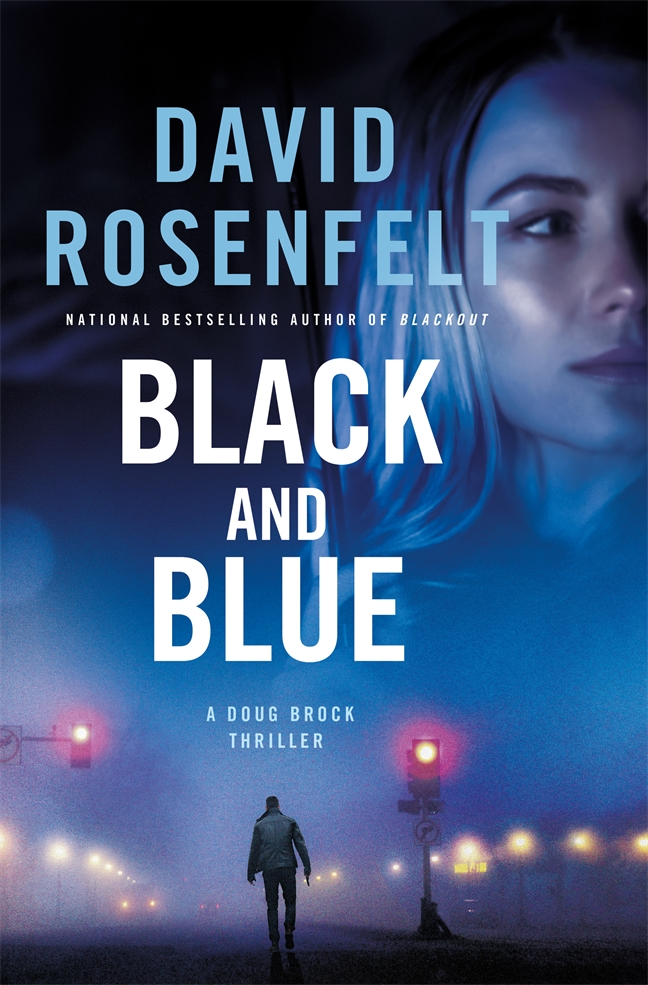 DAVID
ROSENFELT
NATIONAL BESTSELLING AUTHOR OF BLACKOUT
BLACK
AND
BLUE
A DOUG BROCK
THRILLER